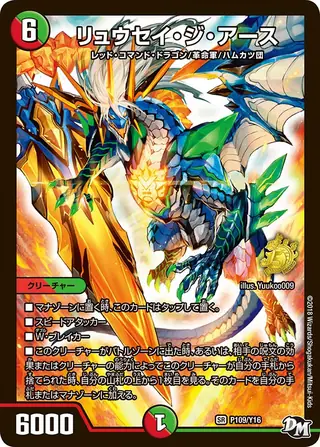 6
リュウセイ・ジ・アース
レッド・コマンド・ドラゴン/革命軍/ハムカツ団
illus. Yuukoo009
クリーチャー
■マナゾーンに置く時、このカードはタップして置く。
■スピードアタッカー
■W・ブレイカー
■このクリーチャーがバトルゾーンに出た時、あるいは、相手の呪文の効
果またはクリーチャーの能力によってこのクリーチャーが自分の手札から
捨てられた時、自分の山札の上から1枚目を見る。そのカードを自分の手
札またはマナゾーンに加える。
©2018 Wizards/Shogakukan/Mitsui-Kids
6000
1
SR P109/Y16
DM